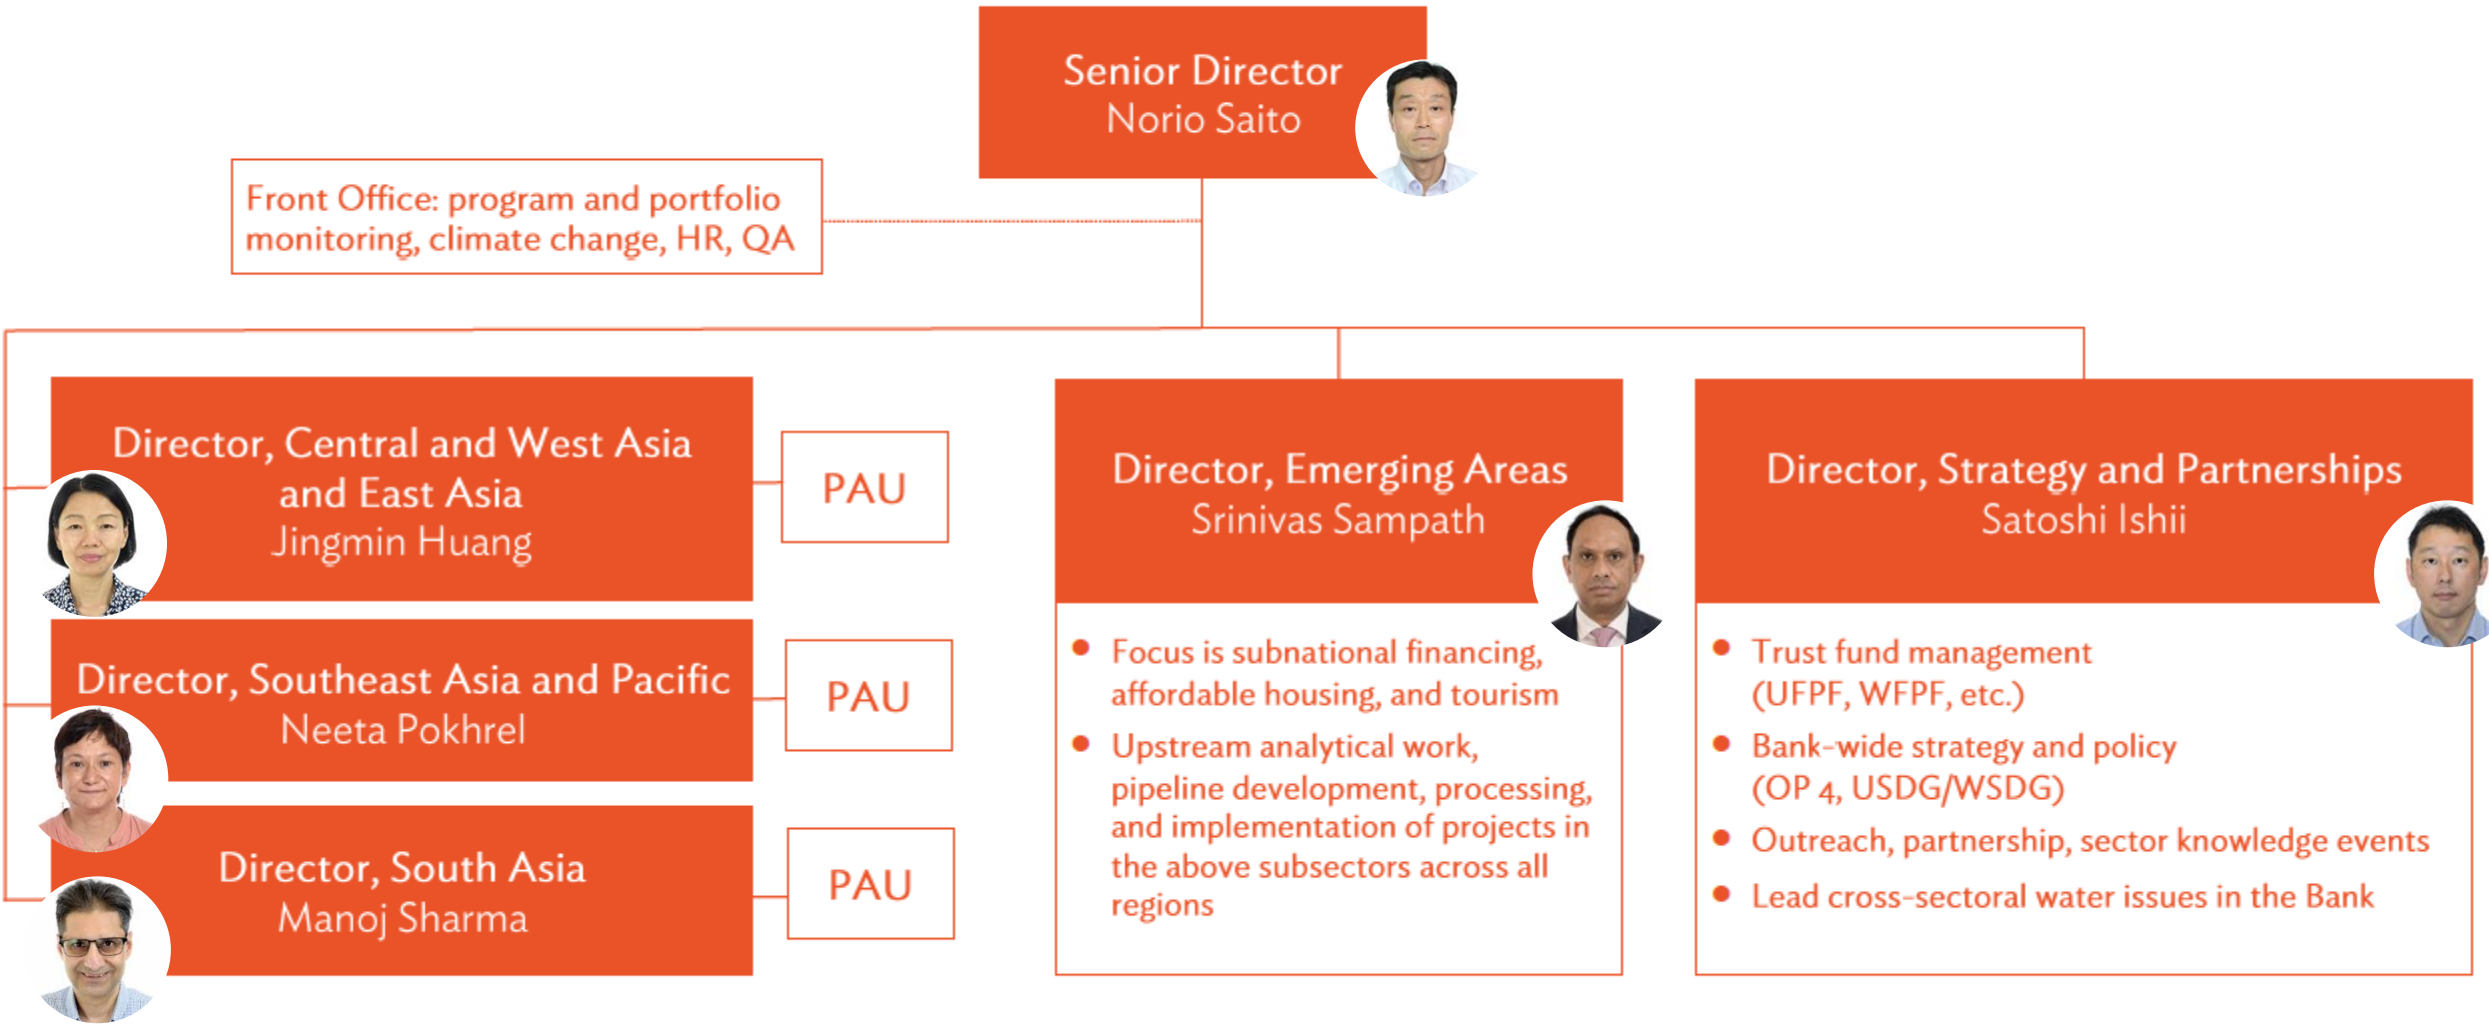 Senior Director
Norio Saito
Front Office: program and portfolio
monitoring, climate change, HR, QA
Director, Central and West Asia
and East Asia
Jingmin Huang
PAU
Director, Southeast Asia and Pacific
Neeta Pokhrel
PAU
Director, South Asia
Manoj Sharma
PAU
Director, Emerging Areas
Srinivas Sampath
• Focus is subnational financing,
affordable housing, and tourism
• Upstream analytical work,
pipeline development, processing,
and implementation of projects in
the above subsectors across all
regions
Director, Strategy and Partnerships
Satoshi Ishii
• Trust fund management
(UFPF, WFPF, etc.)
• Bank-wide strategy and policy
(OP 4, USDG/WSDG)
• Outreach, partnership, sector knowledge events
• Lead cross-sectoral water issues in the Bank